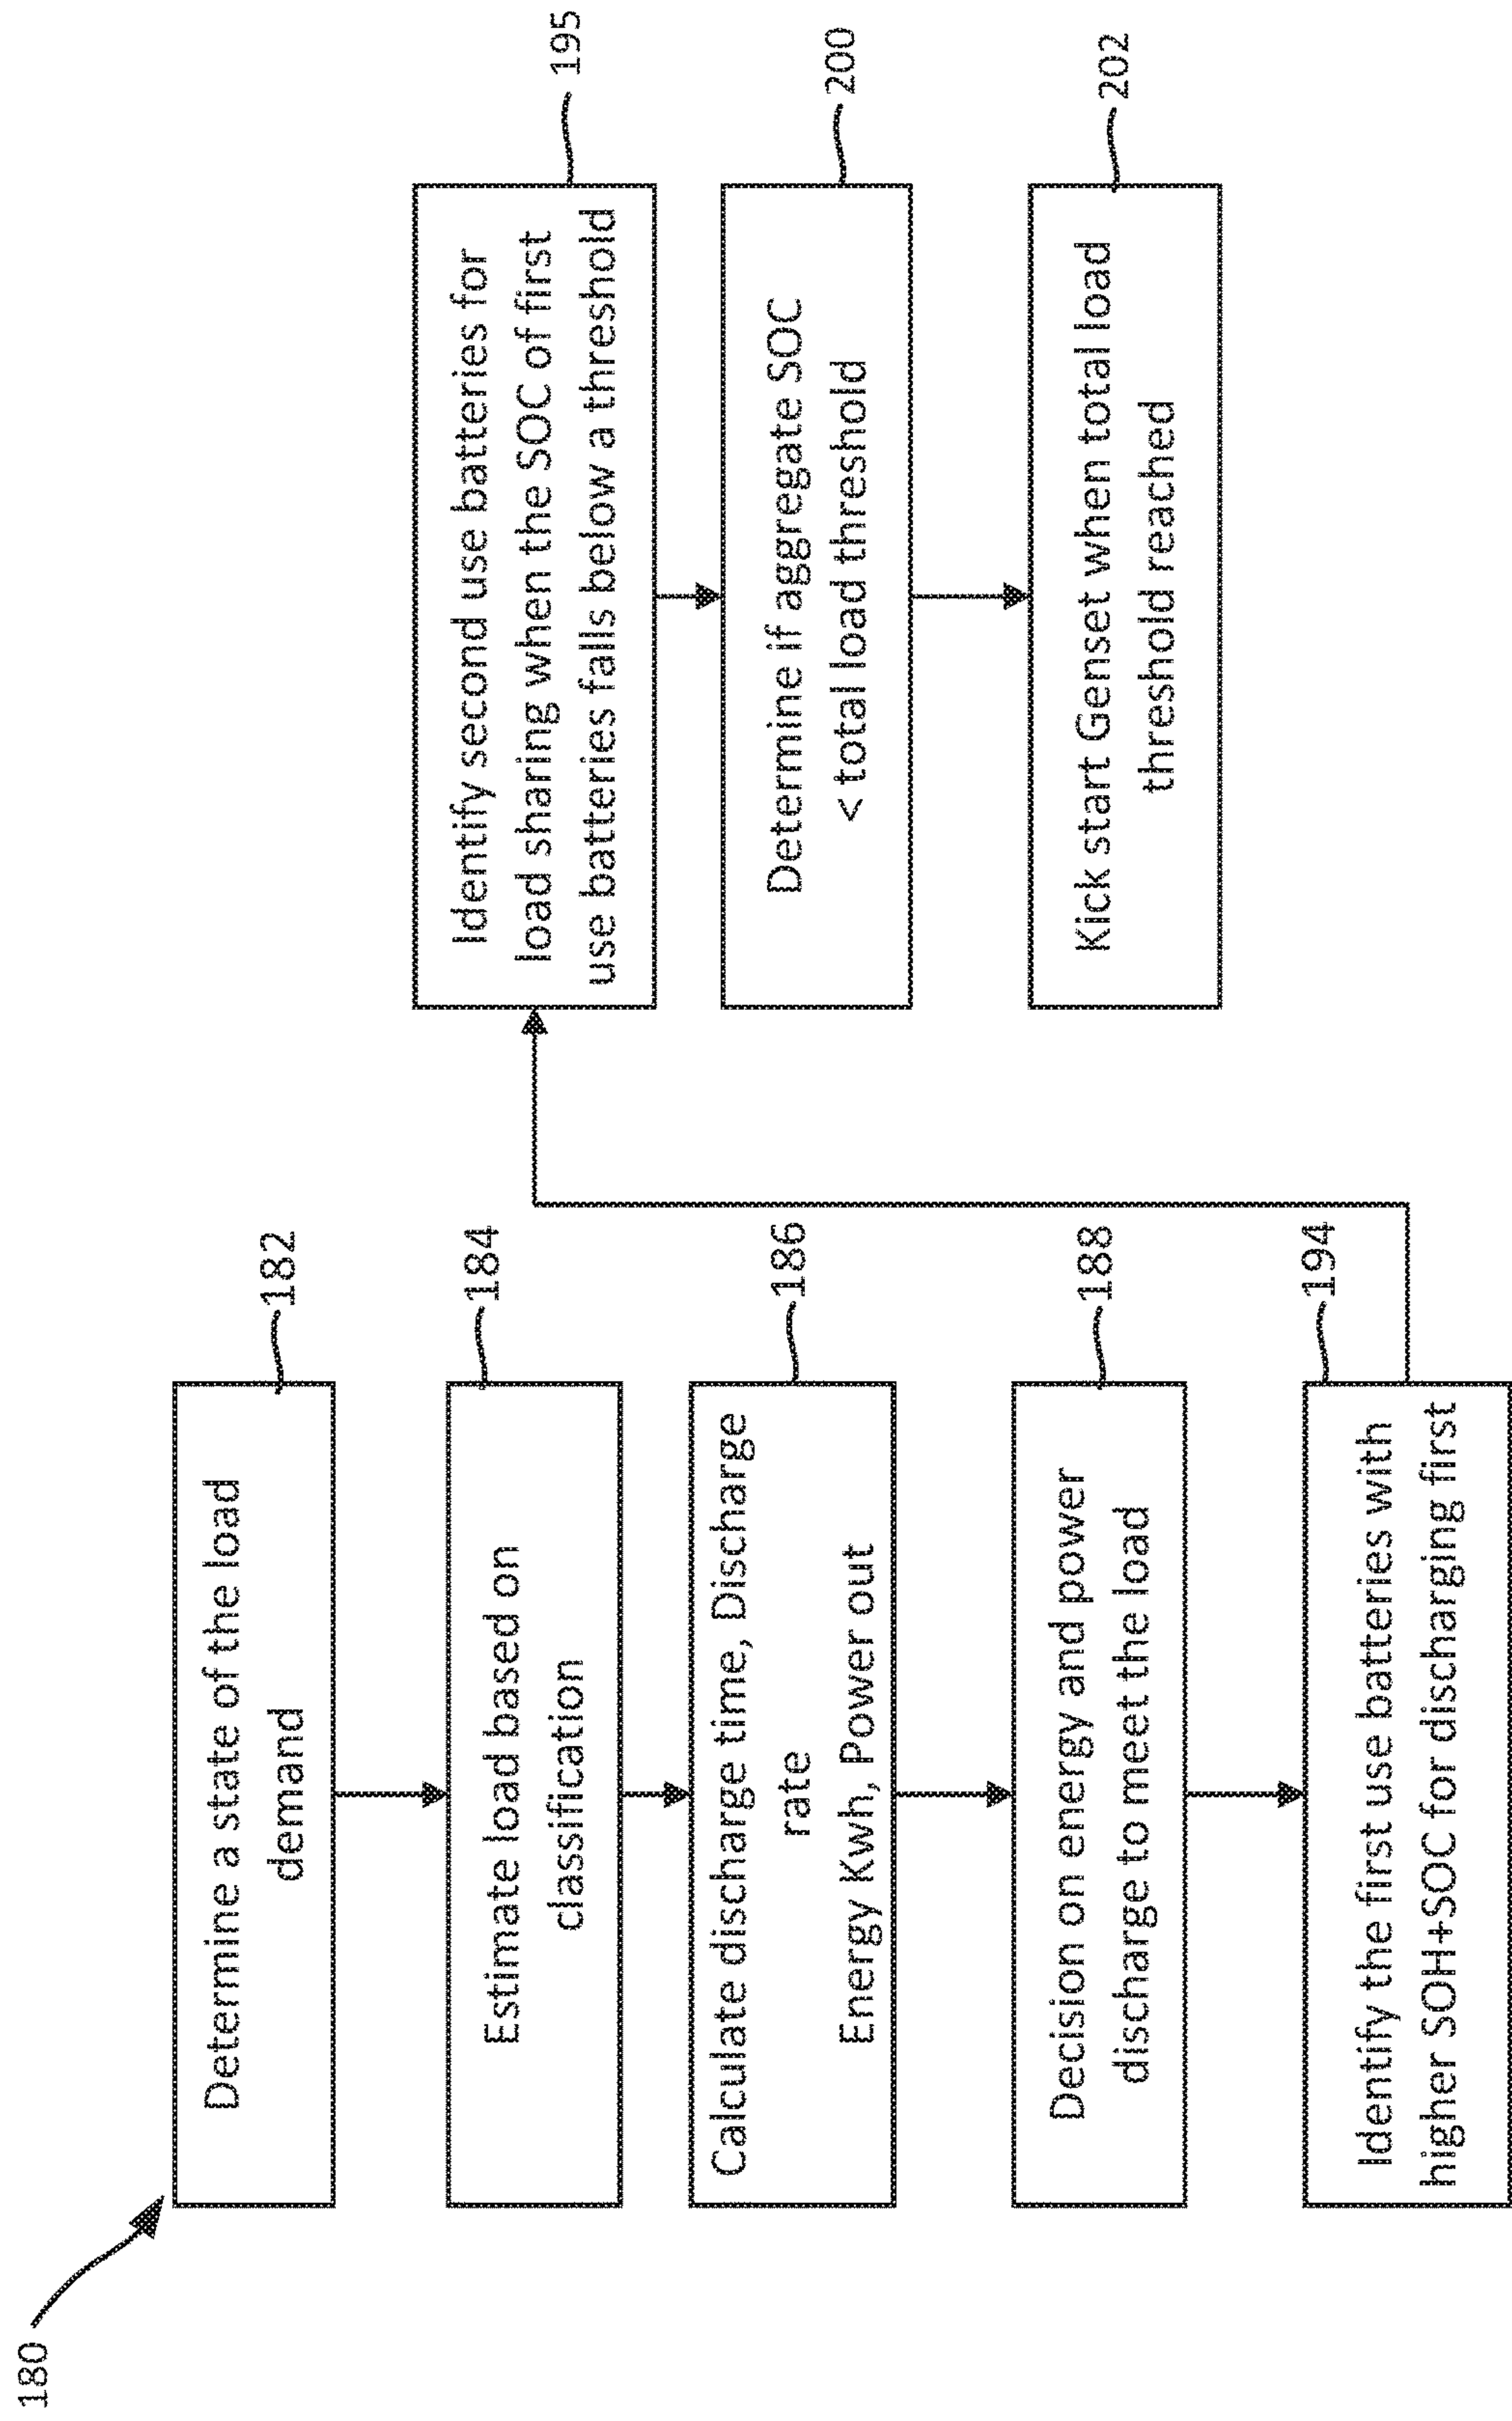 180
Determine a state of the load
demand
182
Estimate load based on
classification
184
Calculate discharge time, Discharge
rate
Energy Kwh, Power out
186
Decision on energy and power
discharge to meet the load
188
Identify the first use batteries with
higher SOH+SOC for discharging first
194
Identify second use batteries for
load sharing when the SOC of first
use batteries falls below a threshold
195
Determine if aggregate SOC
< total load threshold
200
Kick start Genset when total load
threshold reached
202